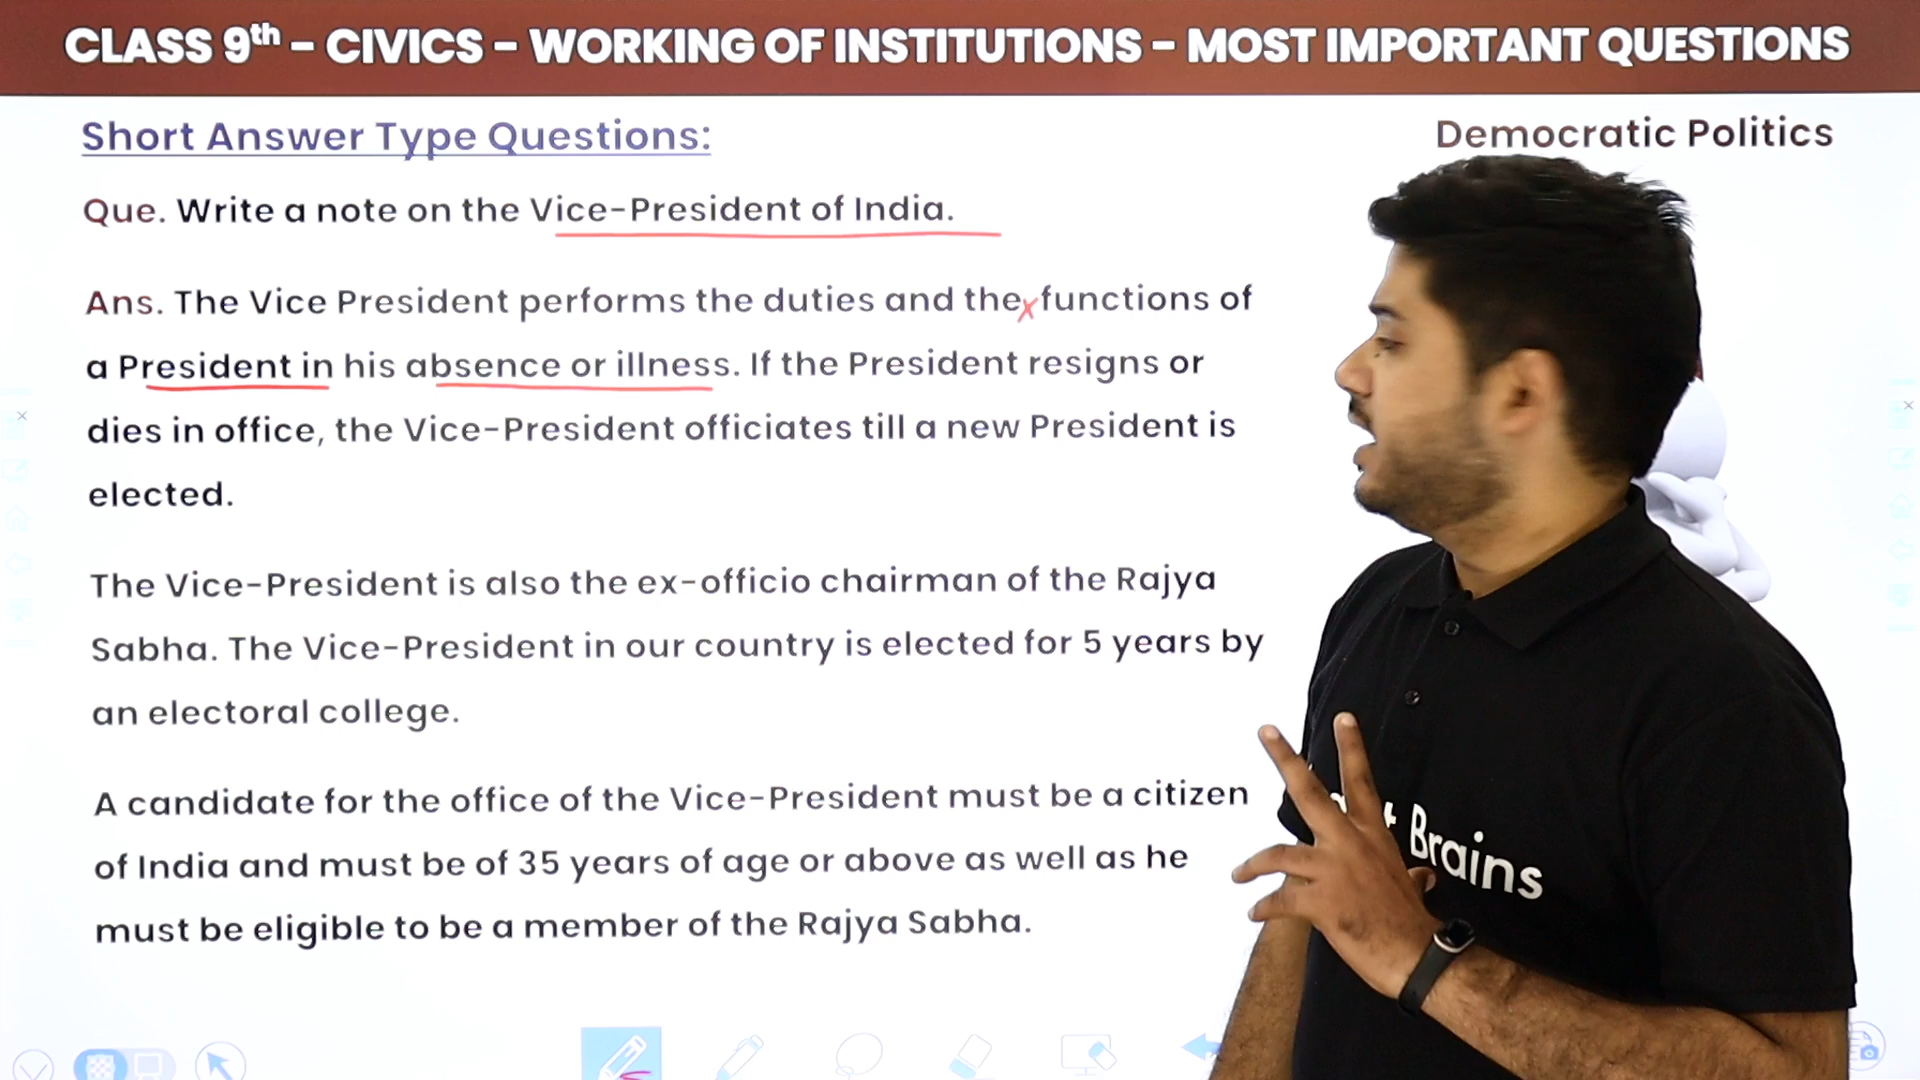 CLASS 9th – CIVICS – WORKING OF INSTITUTIONS – MOST IMPORTANT QUESTIONS
Short Answer Type Questions:
Democratic Politics
Que. Write a note on the Vice-President of India.
Ans. The Vice President performs the duties and the functions of
a President in his absence or illness. If the President resigns or
dies in office, the Vice-President officiates till a new President is
elected.
The Vice-President is also the ex-officio chairman of the Rajya
Sabha. The Vice-President in our country is elected for 5 years by
an electoral college.
A candidate for the office of the Vice-President must be a citizen
of India and must be of 35 years of age or above as well as he
must be eligible to be a member of the Rajya Sabha.
Brains